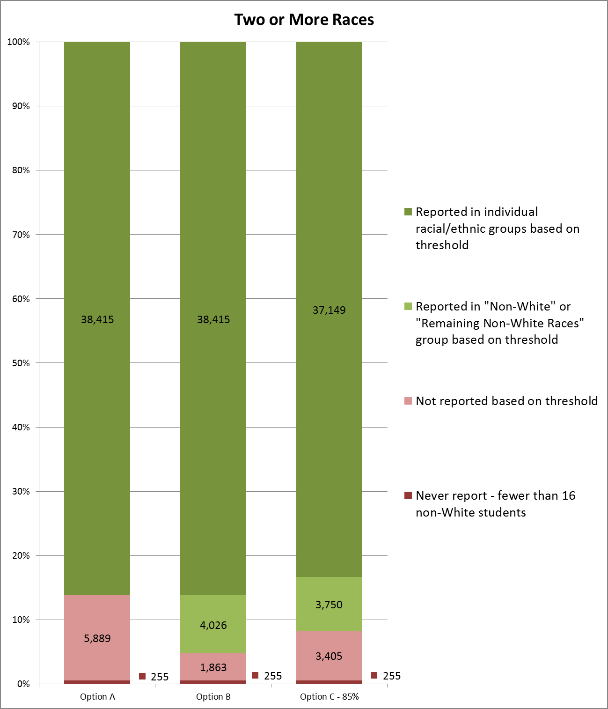 Two or More Races
100%
90%
80%
70%
60%
50%
40%
30%
20%
10%
0%
38,415
38,415
37,149
5,889
4,026
1,863
3,750
3,405
255
255
255
Option A
Option B
Option C - 85%
Reported in individual
racial/ethnic groups based on
threshold
Reported in "Non-White" or
"Remaining Non-White Races"
group based on threshold
Not reported based on threshold
Never report - fewer than 16
non-White students